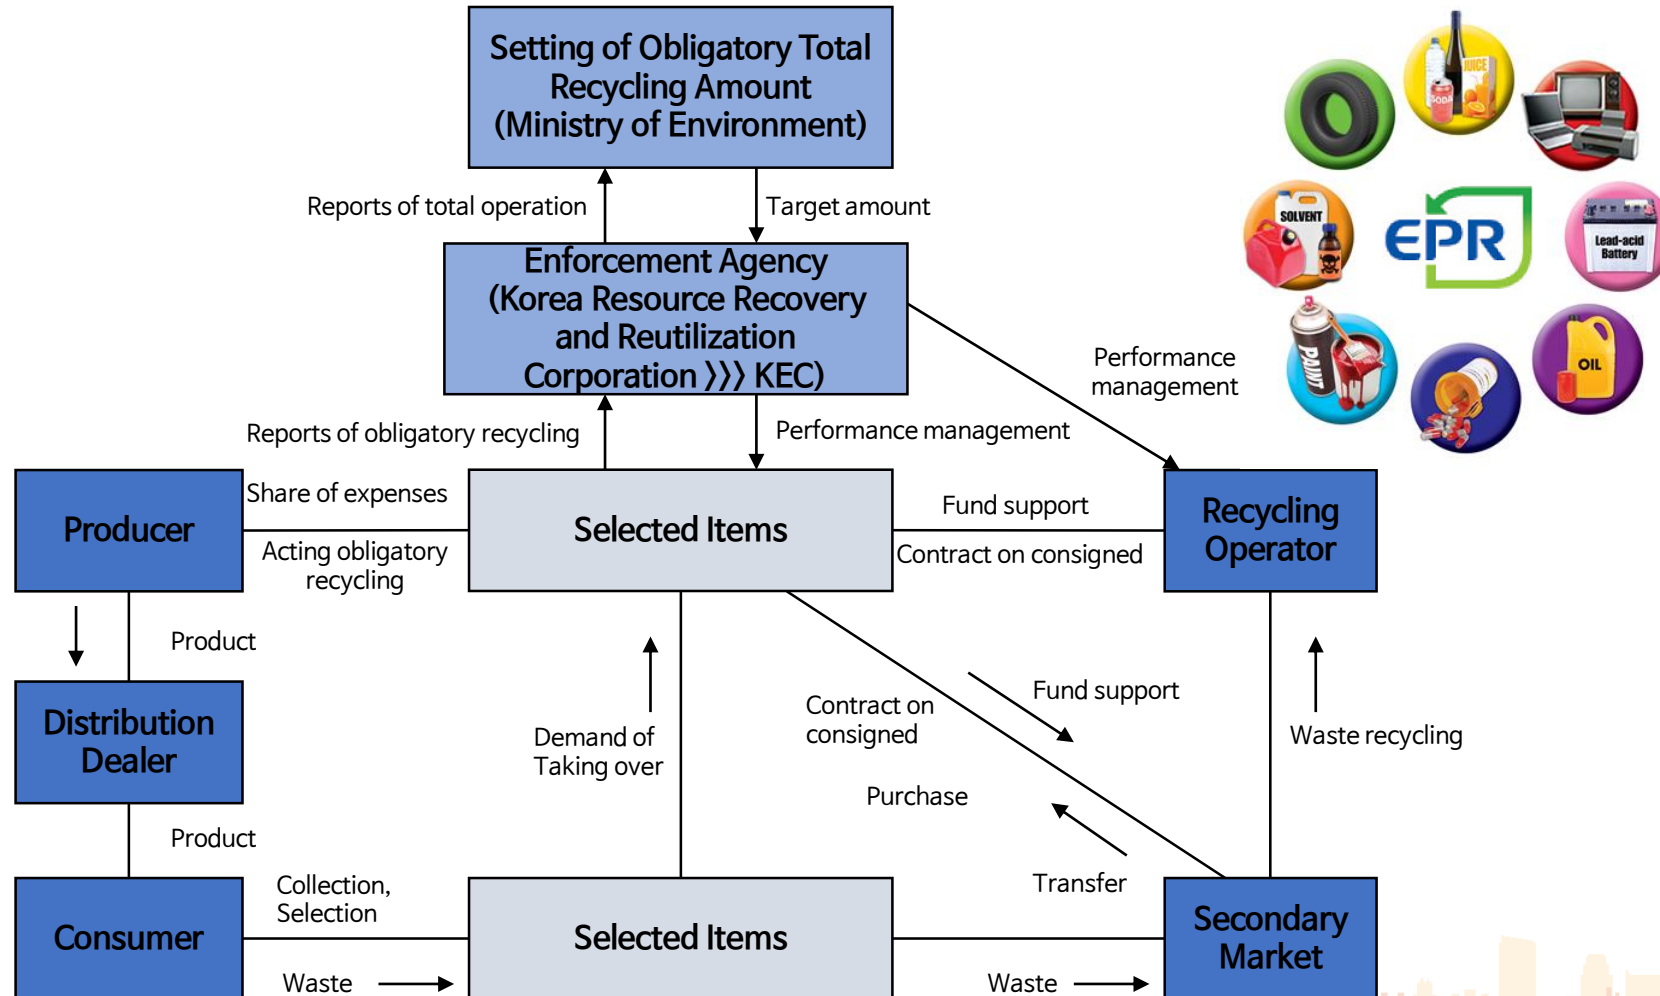 Setting of Obligatory Total
Recycling Amount
(Ministry of Environment)
Reports of total operation
Target amount
Enforcement Agency
(Korea Resource Recovery
and Reutilization
Corporation 》》》 KEC)
Performance
management
Reports of obligatory recycling
Performance management
Producer
Share of expenses
Acting obligatory
recycling
Selected Items
Fund support
Contract on consigned
Recycling
Operator
Product
Distribution
Dealer
Demand of
Taking over
Contract on
consigned
Fund support
Purchase
Transfer
Waste recycling
Product
Consumer
Collection,
Selection
Waste
Selected Items
Waste
Secondary
Market
JUICE
SODA
SOLVENT
EPR
Lead-acid
Battery
PAINT
OIL